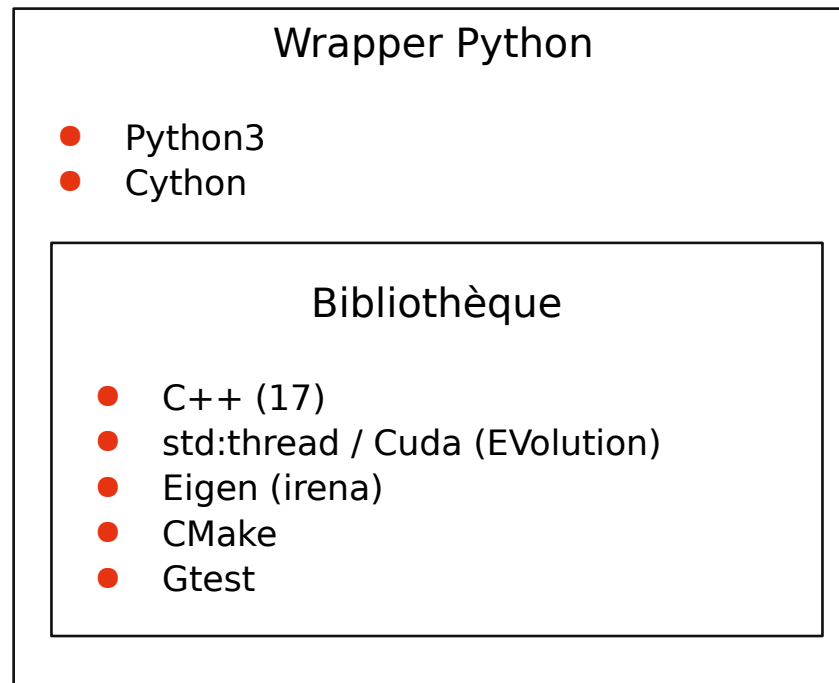 Wrapper Python
Python3
Cython
Bibliothèque
C++ (17)
std:thread / Cuda (EVolution)
Eigen (irena)
CMake
Gtest